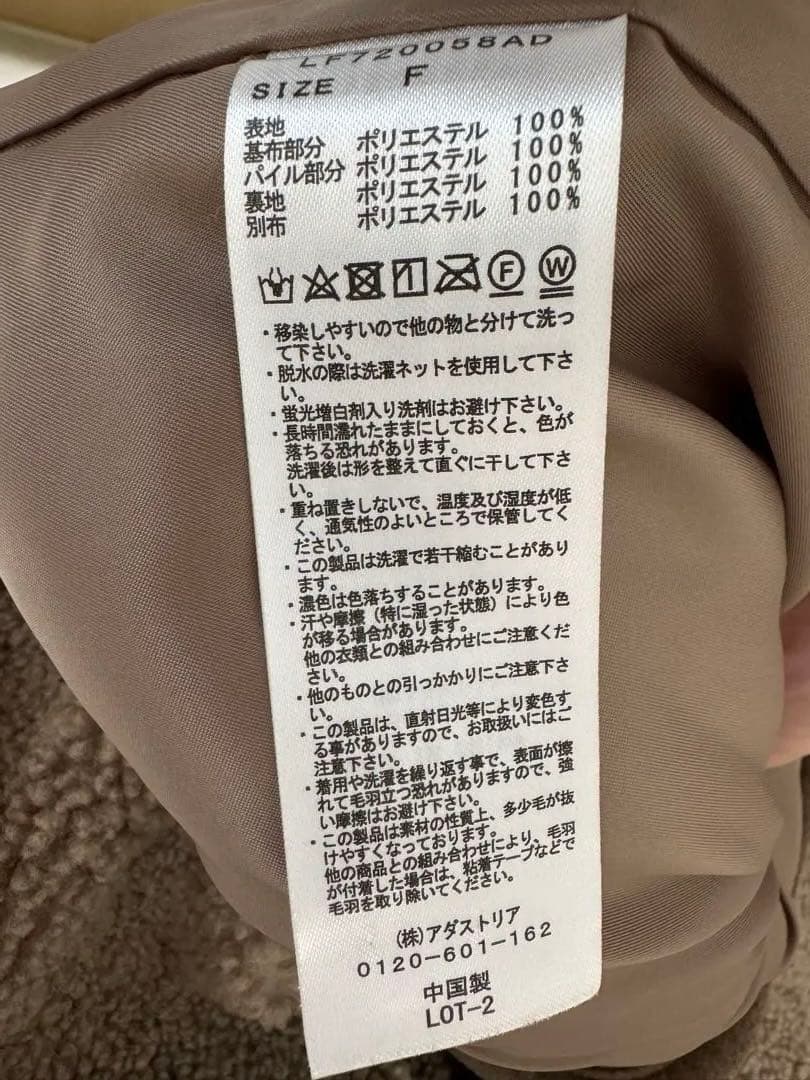 LF720058AD
SIZE F
表地
基布部分 ポリエステル 100%
パイル部分 ポリエステル 100%
裏地 ポリエステル 100%
別布 ポリエステル 100%
F W
・移染しやすいので他の物と分けて洗っ
て下さい。
・脱水の際は洗濯ネットを使用して下さ
い。
・蛍光増白剤入り洗剤はお避け下さい。
・長時間濡れたままにしておくと、色が
落ちる恐れがあります。
洗濯後は形を整えて直ぐに干して下さ
い。
・重ね置きしないで、温度及び湿度が低
く、通気性のよいところで保管してく
ださい。
・この製品は洗濯で若干縮むことがあり
ます。
・濃色は色落ちすることがあります。
・汗や摩擦（特に湿った状態）により色
が移る場合があります。
他の衣類との組み合わせにご注意くだ
さい。
・他のものとの引っかかりにご注意下さ
い。
・この製品は、直射日光等により変色す
る事がありますので、お取扱いにはご
注意下さい。
・着用や洗濯を繰り返す事で、表面が擦
れて毛羽立つ恐れがありますので、強
い摩擦はお避け下さい。
・この製品は素材の性質上、多少毛が抜
けやすくなっております。
他の商品との組み合わせにより、毛羽
が付着した場合は、粘着テープなどで
毛羽を取り除いてください。
(株)アダストリア
0120-601-162
中国製
LOT-2